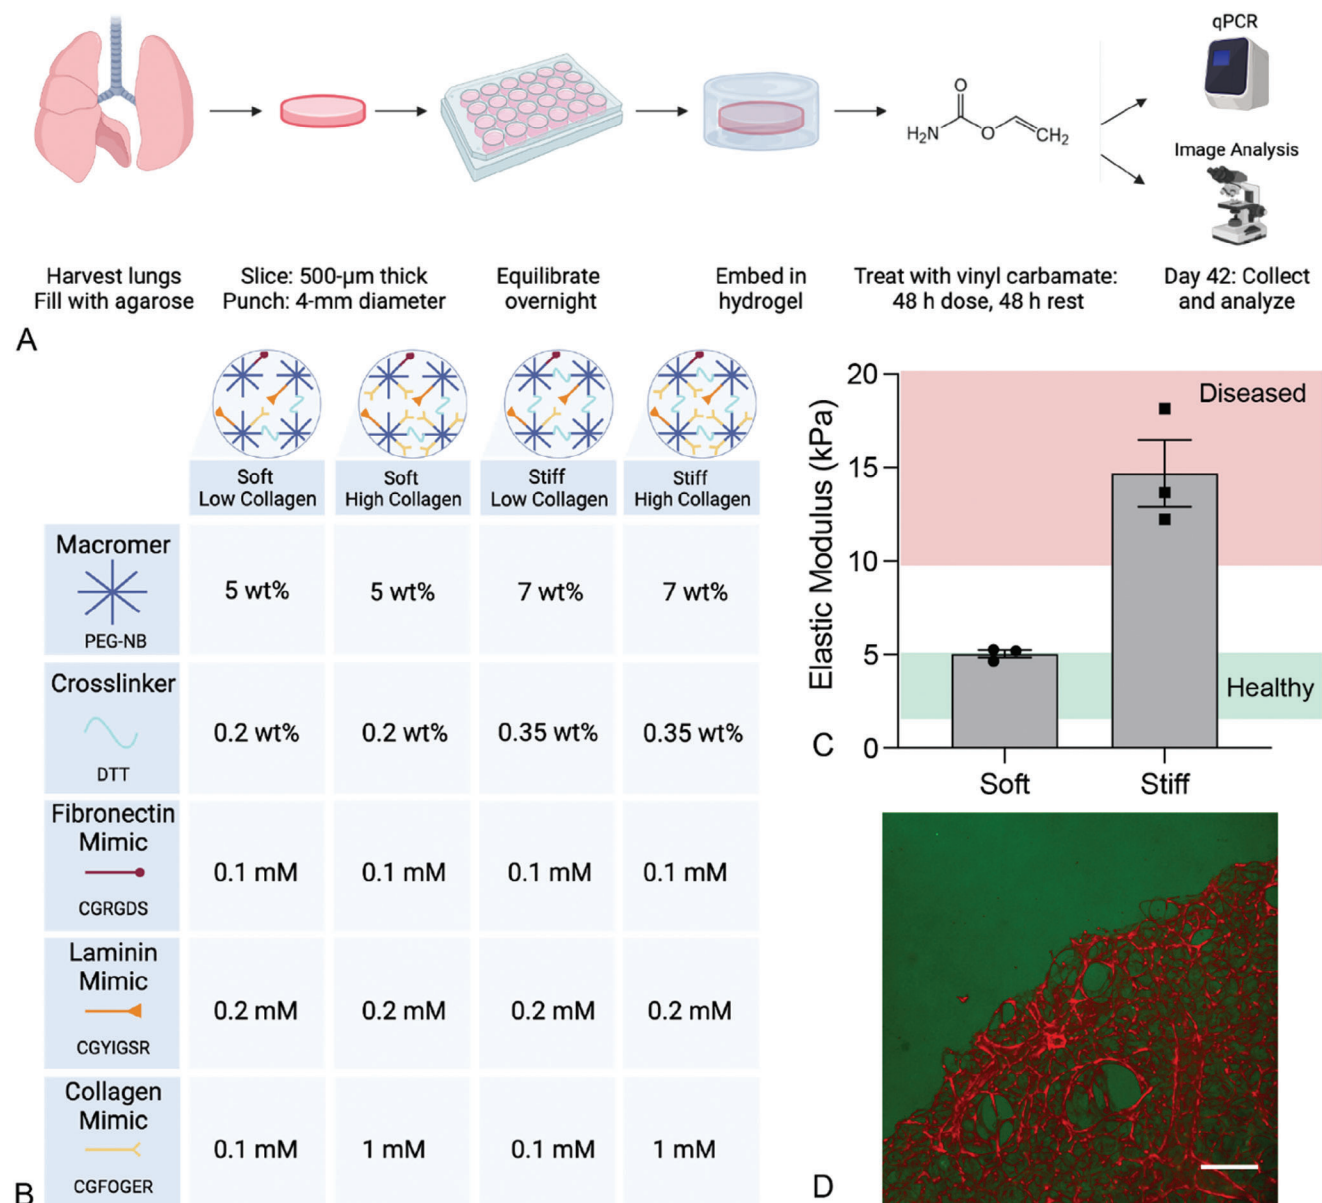 qPCR
O
H₂N
O
CH₂
Image Analysis
Harvest lungs
Fill with agarose
Slice: 500-μm thick
Punch: 4-mm diameter
Equilibrate
overnight
Embed in
hydrogel
Treat with vinyl carbamate:
48 h dose, 48 h rest
Day 42: Collect
and analyze
A
Soft
Low Collagen
Soft
High Collagen
Stiff
Low Collagen
Stiff
High Collagen
Macromer
PEG-NB
5 wt%
5 wt%
7 wt%
7 wt%
Crosslinker
DTT
0.2 wt%
0.2 wt%
0.35 wt%
0.35 wt%
Fibronectin
Mimic
CGRGDS
0.1 mM
0.1 mM
0.1 mM
0.1 mM
Laminin
Mimic
CGYIGSR
0.2 mM
0.2 mM
0.2 mM
0.2 mM
Collagen
Mimic
CGFOGER
0.1 mM
1 mM
0.1 mM
1 mM
B
Elastic Modulus (kPa)
20
15
10
5
0
Diseased
Healthy
C
Soft
Stiff
D